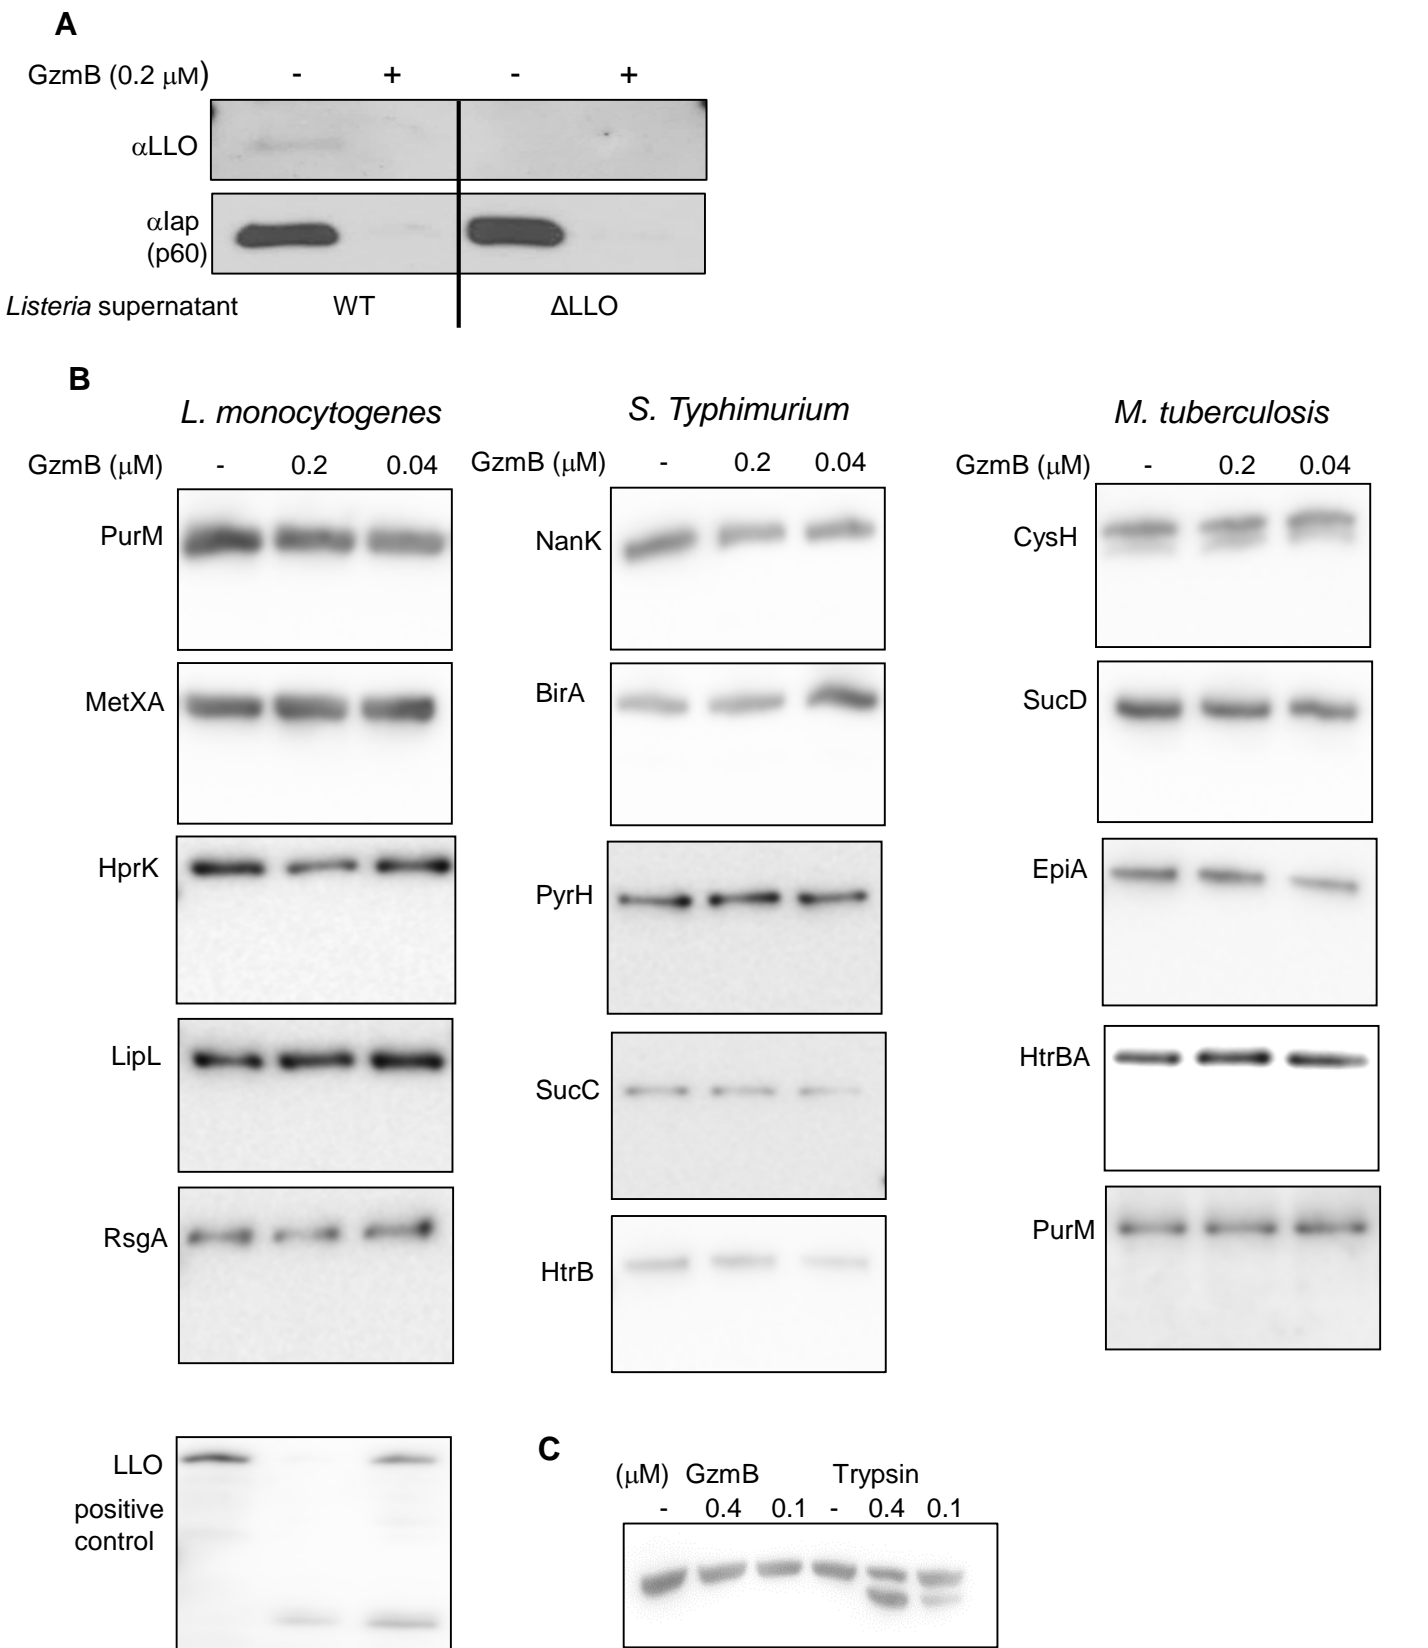 A
GzmB (0.2 μM) - + - +
αLLO
αIap
(p60)
Listeria supernatant WT ΔLLO
B
L. monocytogenes S. Typhimurium M. tuberculosis
GzmB (μM) - 0.2 0.04 GzmB (μM) - 0.2 0.04 GzmB (μM) - 0.2 0.04
PurM NanK CysH
MetXA BirA SucD
HprK PyrH EpiA
LipL SucC HtrBA
RsgA HtrB PurM
LLO
positive
control
C
(μM) GzmB Trypsin
- 0.4 0.1 - 0.4 0.1